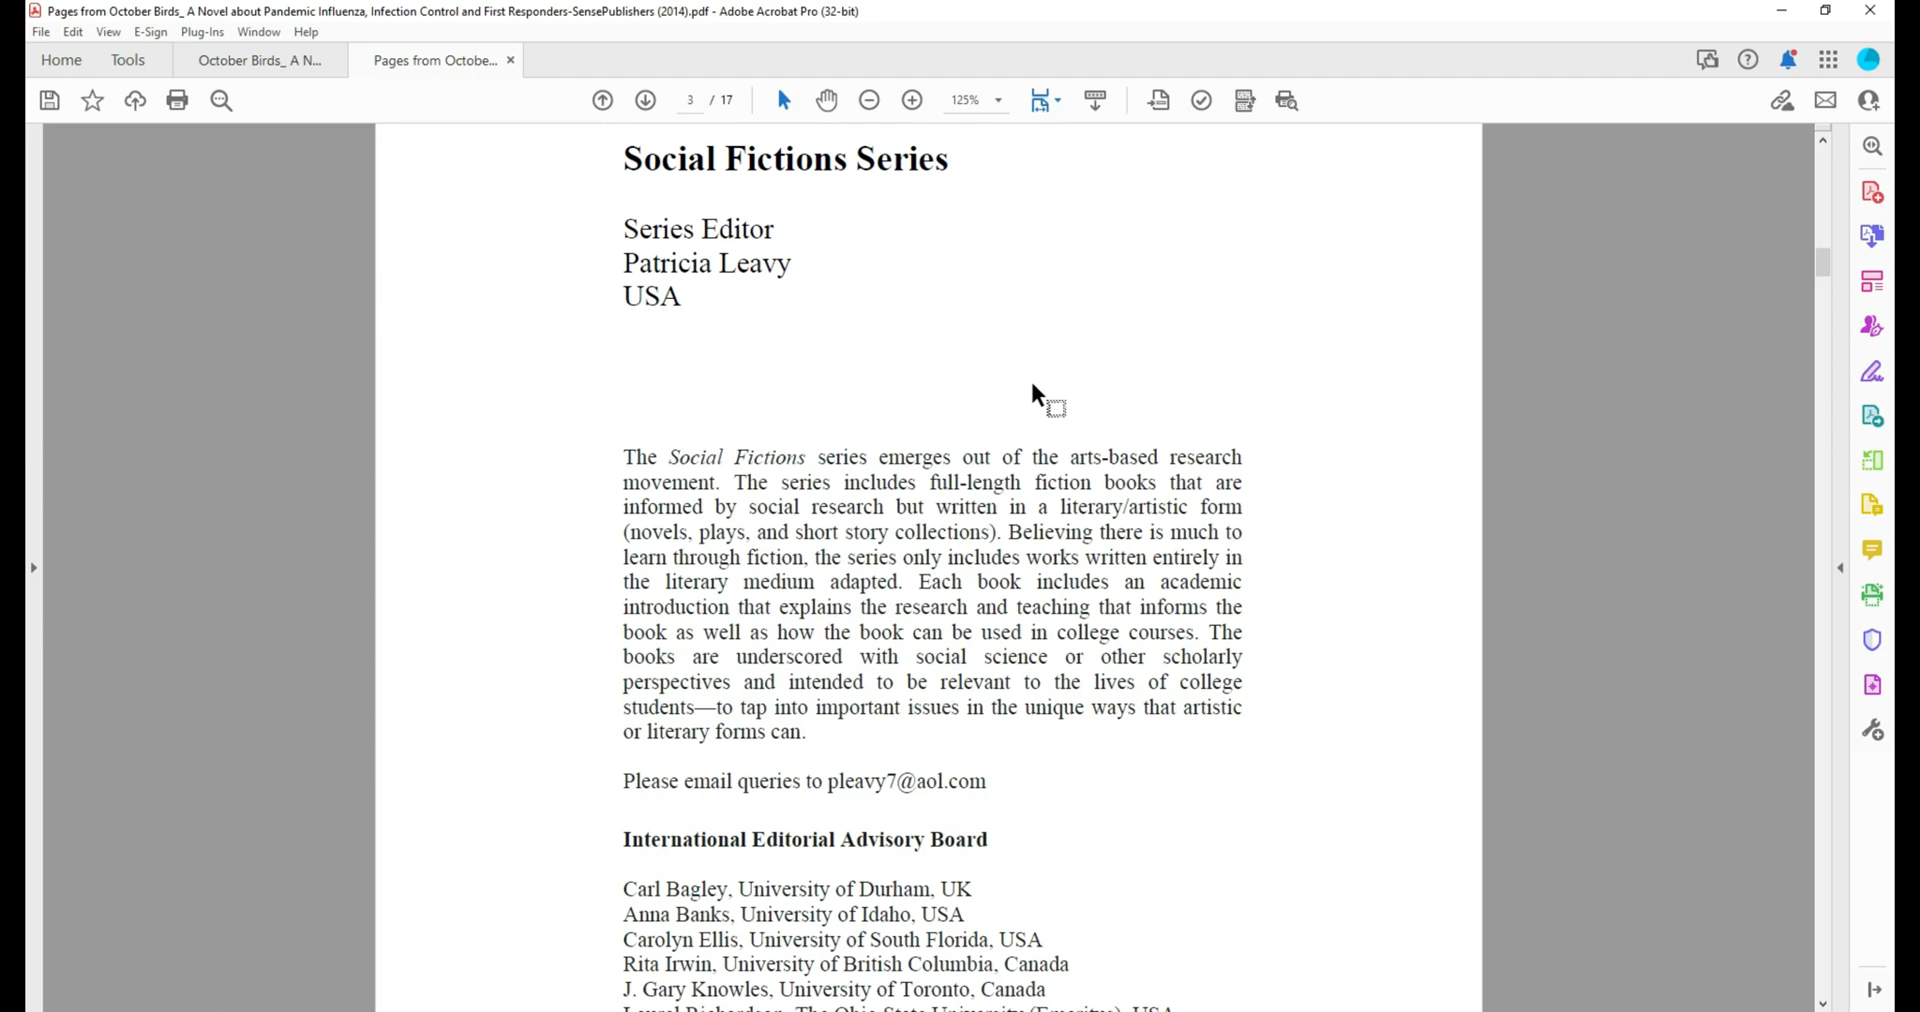 Pages from October Birds_ A Novel about Pandemic Influenza, Infection Control and First Responders-SensePublishers (2014).pdf - Adobe Acrobat Pro (32-bit)
File Edit View E-Sign Plug-Ins Window Help
Home Tools October Birds_ A N... Pages from Octobe... ×
3 / 17 125%
Social Fictions Series
Series Editor
Patricia Leavy
USA
The Social Fictions series emerges out of the arts-based research
movement. The series includes full-length fiction books that are
informed by social research but written in a literary/artistic form
(novels, plays, and short story collections). Believing there is much to
learn through fiction, the series only includes works written entirely in
the literary medium adapted. Each book includes an academic
introduction that explains the research and teaching that informs the
book as well as how the book can be used in college courses. The
books are underscored with social science or other scholarly
perspectives and intended to be relevant to the lives of college
students—to tap into important issues in the unique ways that artistic
or literary forms can.
Please email queries to pleavy7@aol.com
International Editorial Advisory Board
Carl Bagley, University of Durham, UK
Anna Banks, University of Idaho, USA
Carolyn Ellis, University of South Florida, USA
Rita Irwin, University of British Columbia, Canada
J. Gary Knowles, University of Toronto, Canada
Laurel Richardson, The Ohio State University (Emeritus), USA